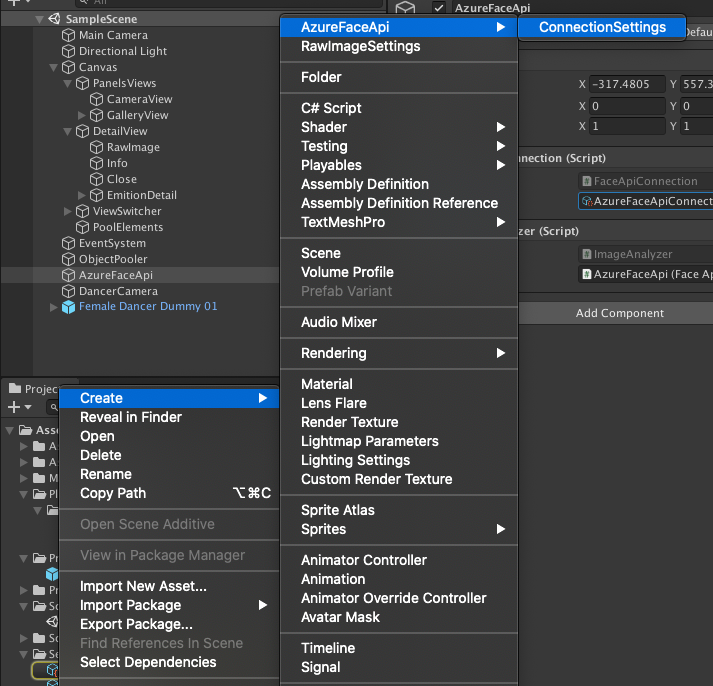 All
SampleScene
Main Camera
Directional Light
Canvas
PanelsViews
CameraView
GalleryView
DetailView
RawImage
Info
Close
EmitionDetail
ViewSwitcher
PoolElements
EventSystem
ObjectPooler
AzureFaceApi
DancerCamera
Female Dancer Dummy 01
Projec
Asse
A
A
M
Pl
Pr
Pr
Sc
Sc
Se
Create
Reveal in Finder
Open
Delete
Rename
Copy Path ⌥⌘C
Open Scene Additive
View in Package Manager
Import New Asset...
Import Package
Export Package...
Find References In Scene
Select Dependencies
AzureFaceApi
RawImageSettings
Folder
C# Script
Shader
Testing
Playables
Assembly Definition
Assembly Definition Reference
TextMeshPro
Scene
Volume Profile
Prefab Variant
Audio Mixer
Rendering
Material
Lens Flare
Render Texture
Lightmap Parameters
Lighting Settings
Custom Render Texture
Sprite Atlas
Sprites
Animator Controller
Animation
Animator Override Controller
Avatar Mask
Timeline
Signal
ConnectionSettings
AzureFaceApi
Defau
X -317.4805 Y 557.3
X 0 Y 0
X 1 Y 1
nnection (Script)
FaceApiConnection
AzureFaceApiConnect
zer (Script)
ImageAnalyzer
AzureFaceApi (Face Ap
Add Component